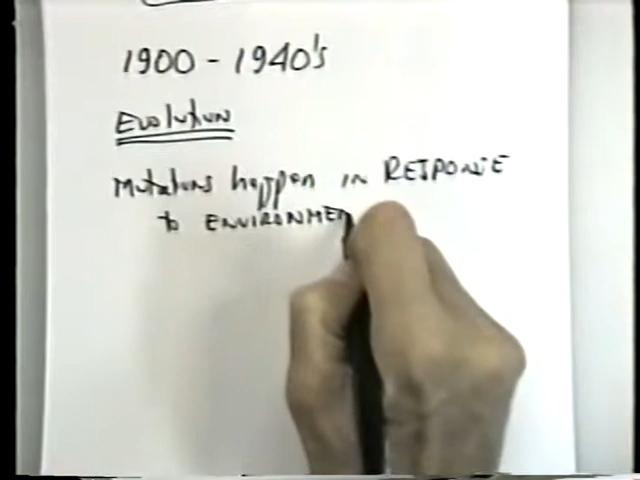 1900 - 1940's
Evolution
Mutations happen in RESPONSE
to ENVIRONMEN